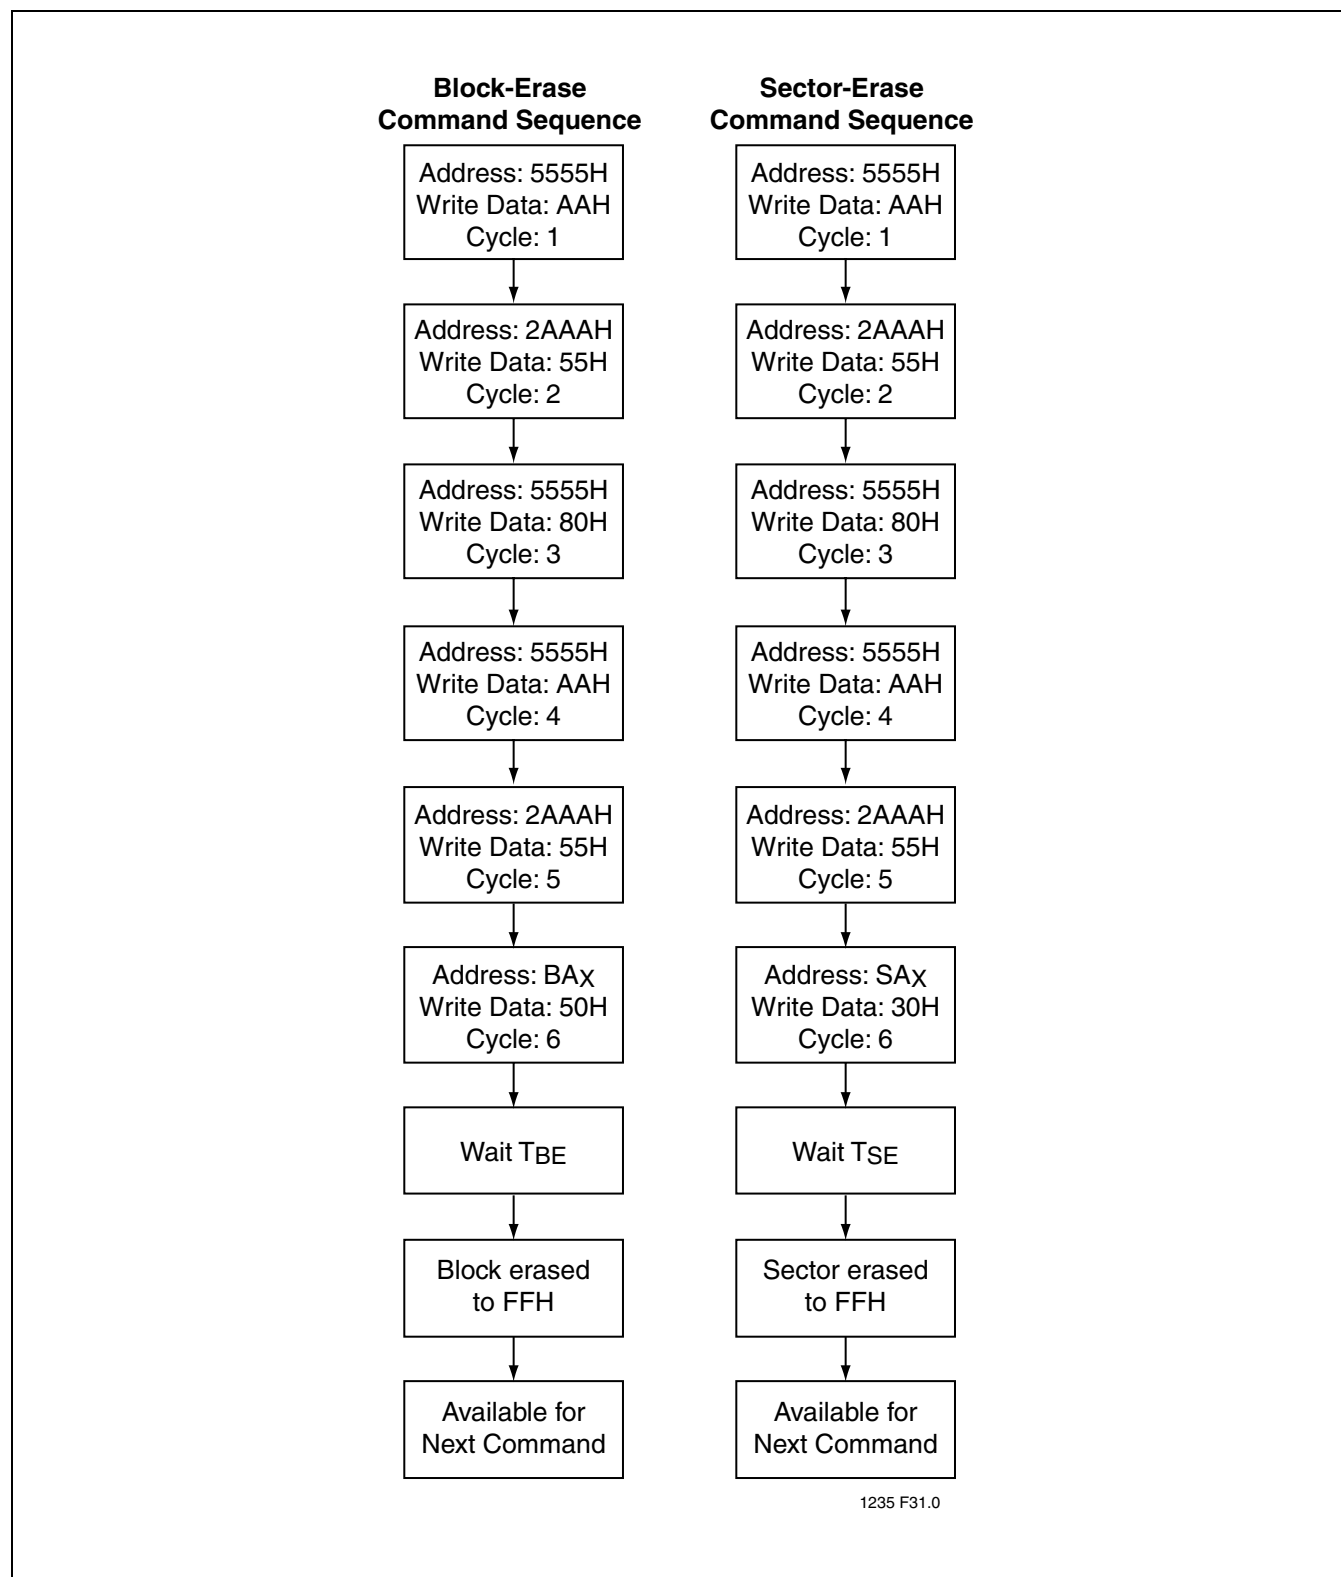 Block-Erase
Command Sequence
Address: 5555H
Write Data: AAH
Cycle: 1
Address: 2AAAH
Write Data: 55H
Cycle: 2
Address: 5555H
Write Data: 80H
Cycle: 3
Address: 5555H
Write Data: AAH
Cycle: 4
Address: 2AAAH
Write Data: 55H
Cycle: 5
Address: BAX
Write Data: 50H
Cycle: 6
Wait TBE
Block erased
to FFH
Available for
Next Command
Sector-Erase
Command Sequence
Address: 5555H
Write Data: AAH
Cycle: 1
Address: 2AAAH
Write Data: 55H
Cycle: 2
Address: 5555H
Write Data: 80H
Cycle: 3
Address: 5555H
Write Data: AAH
Cycle: 4
Address: 2AAAH
Write Data: 55H
Cycle: 5
Address: SAX
Write Data: 30H
Cycle: 6
Wait TSE
Sector erased
to FFH
Available for
Next Command
1235 F31.0